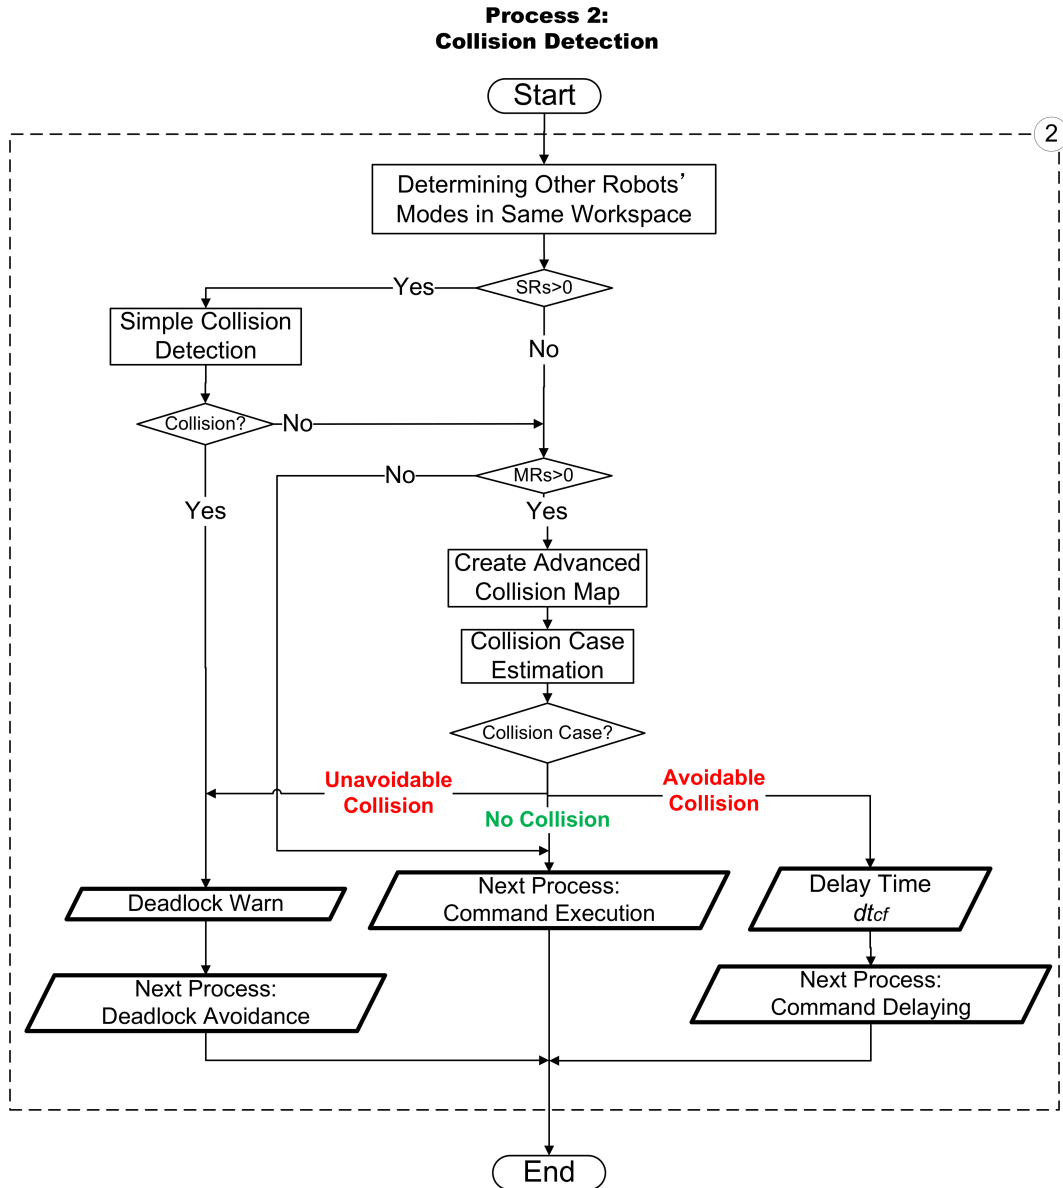 Process 2:
Collision Detection
Start
2
Determining Other Robots’
Modes in Same Workspace
SRs>0
Yes
No
Simple Collision
Detection
Collision?
No
Yes
MRs>0
No
Yes
Create Advanced
Collision Map
Collision Case
Estimation
Collision Case?
Unavoidable
Collision
Avoidable
Collision
No Collision
Deadlock Warn
Next Process:
Command Execution
Delay Time
dtcf
Next Process:
Deadlock Avoidance
Next Process:
Command Delaying
End